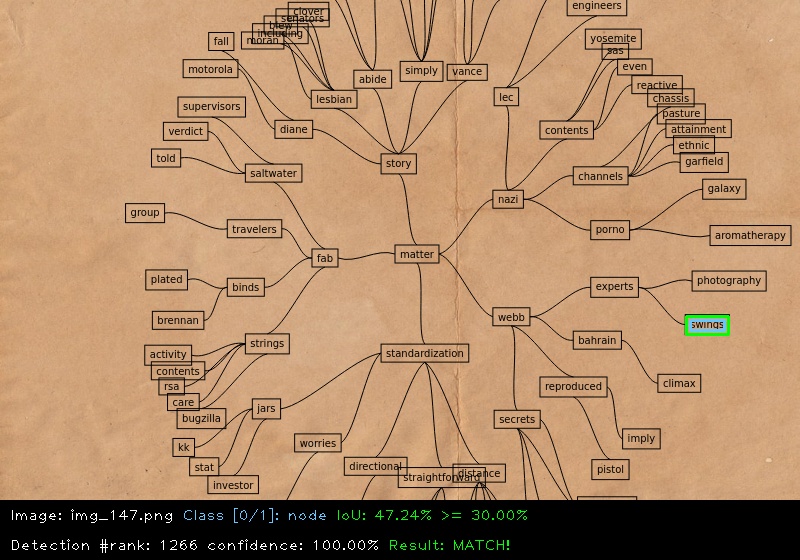 engineers
clover
senators
blew
including
moran
fall
yosemite
sas
even
motorola
abide
simply
vance
reactive
chassis
lesbian
lec
supervisors
pasture
verdict
diane
contents
attainment
ethnic
told
story
garfield
saltwater
channels
galaxy
nazi
group
travelers
porno
aromatherapy
fab
matter
plated
binds
experts
photography
brennan
webb
swings
strings
bahrain
activity
standardization
contents
rsa
reproduced
climax
care
bugzilla
jars
secrets
kk
worries
imply
stat
directional
straightforward
distance
pistol
investor
Image: img_147.png Class [0/1]: node IoU: 47.24% >= 30.00%
Detection #rank: 1266 confidence: 100.00% Result: MATCH!